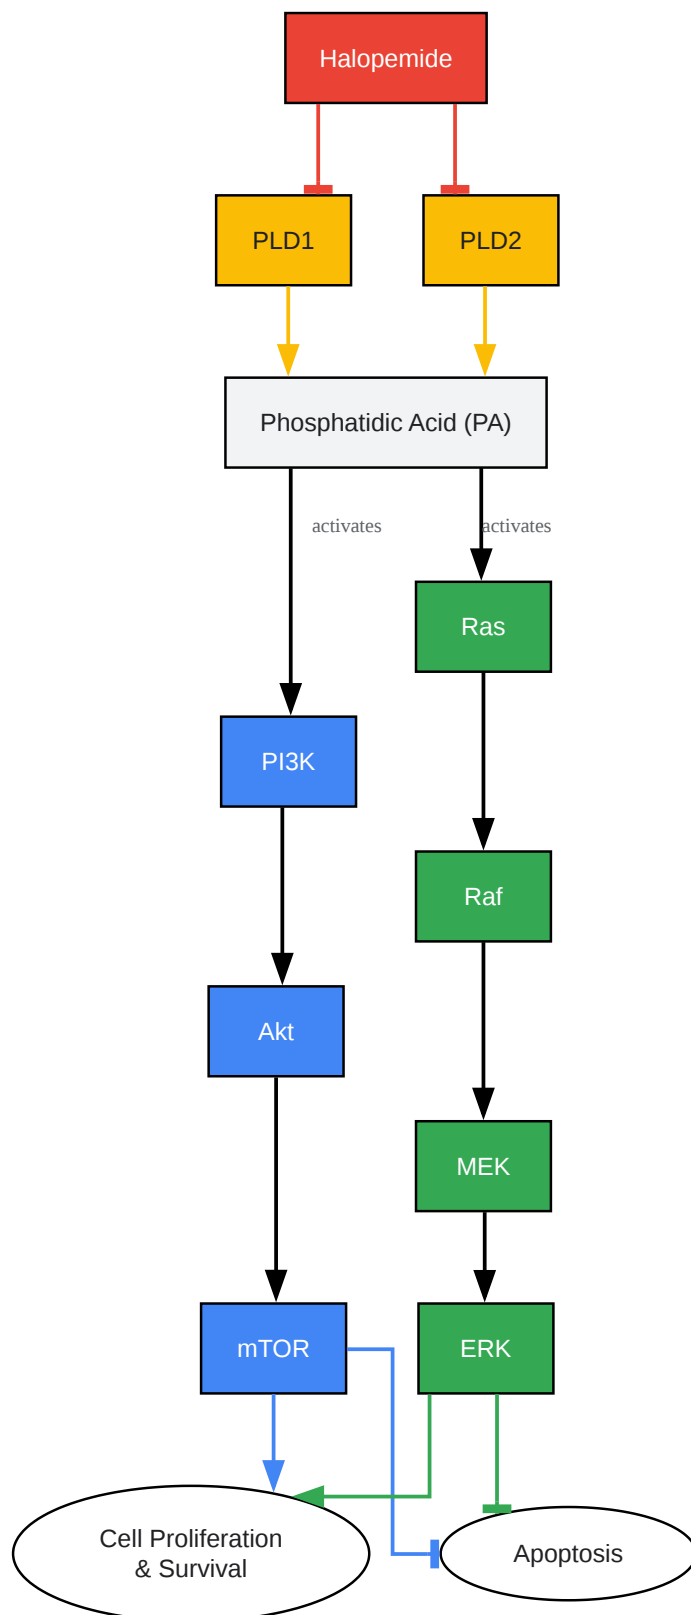 Halopemide
PLD1
PLD2
Phosphatidic Acid (PA)
activates
activates
Ras
PI3K
Raf
Akt
MEK
mTOR
ERK
Cell Proliferation
& Survival
Apoptosis